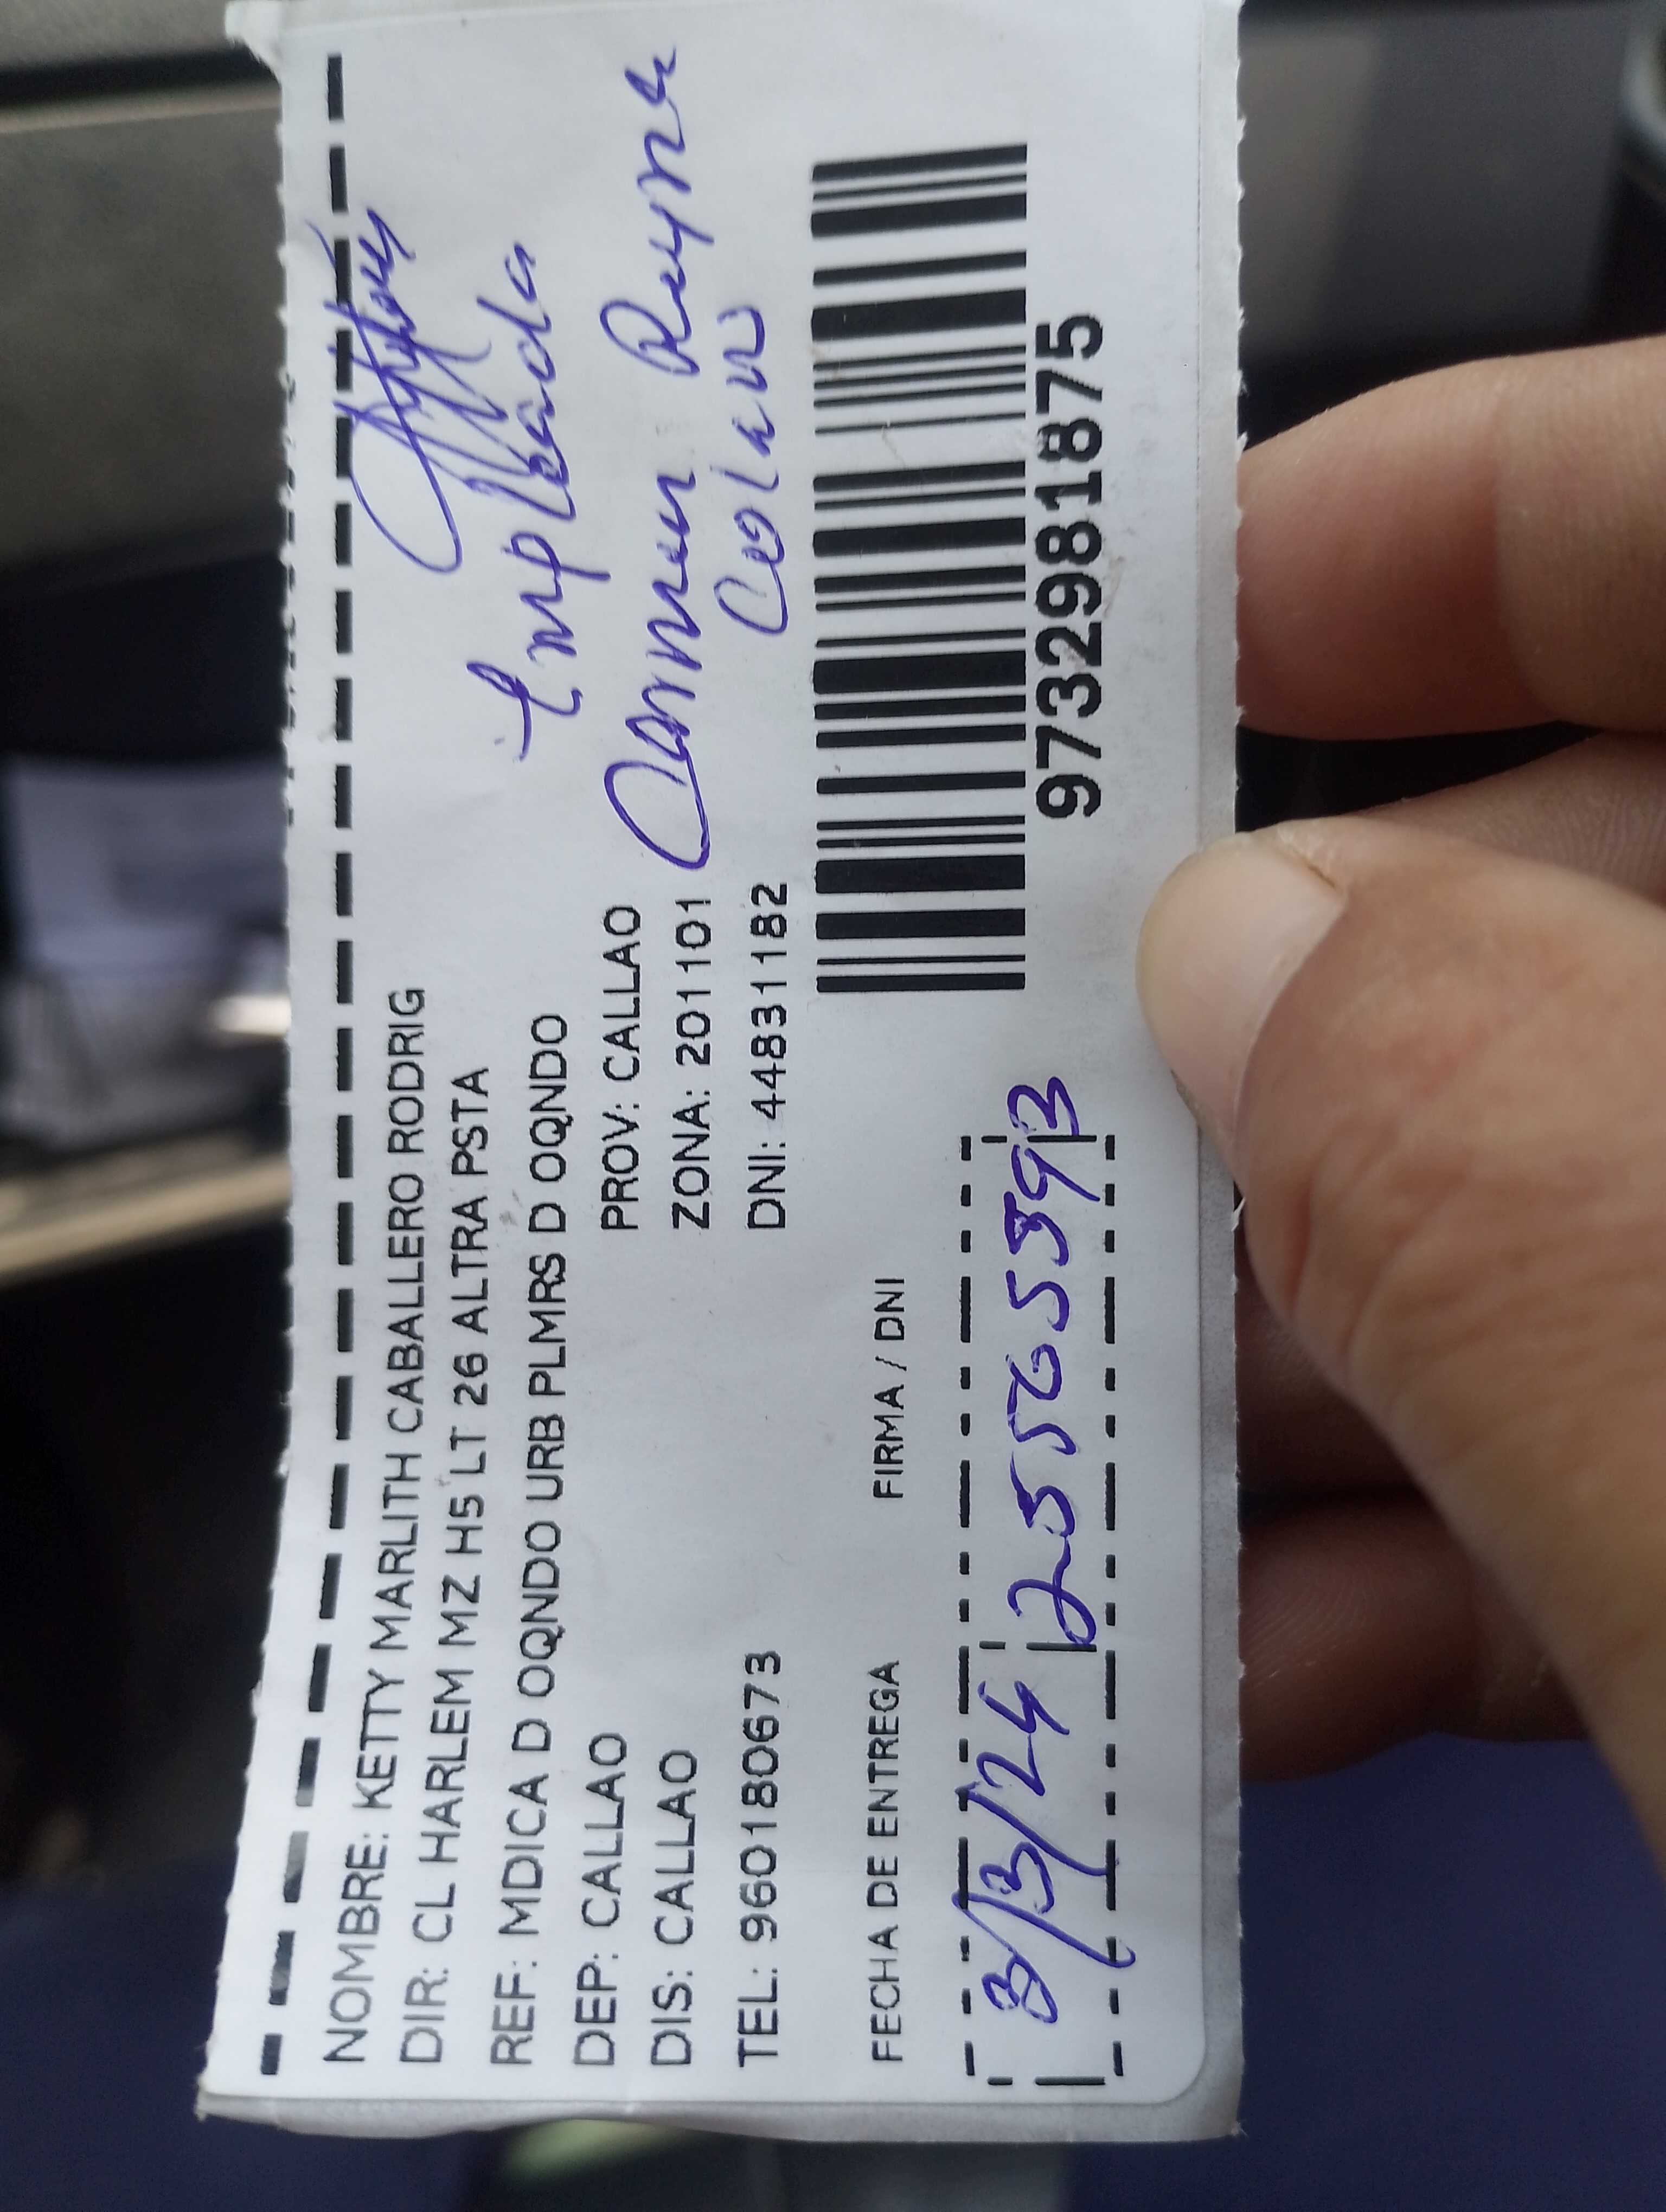 NOMBRE: KETTY MARLITH CABALLERO RODRIG
DIR: CL HARLEM MZ H5 LT 26 ALTRA PSTA
REF: MDICA D OQNDO URB PLMRS D OQNDO
DEP: CALLAO PROV: CALLAO
DIS: CALLAO ZONA: 201101
TEL: 960180673 DNI: 44831182
Empleada
Carmen Reyna
Colan
FECHA DE ENTREGA FIRMA / DNI
8/3/24 25565593
9732981875